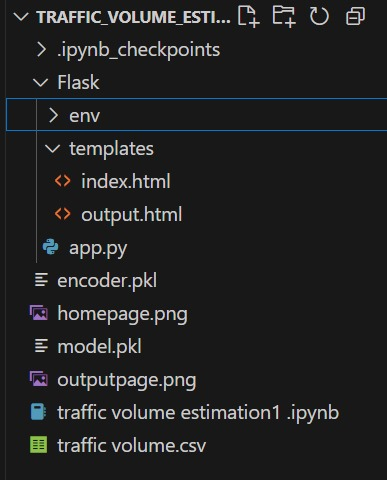 TRAFFIC_VOLUME_ESTI...
.ipynb_checkpoints
Flask
env
templates
index.html
output.html
app.py
encoder.pkl
homepage.png
model.pkl
outputpage.png
traffic volume estimation1 .ipynb
traffic volume.csv